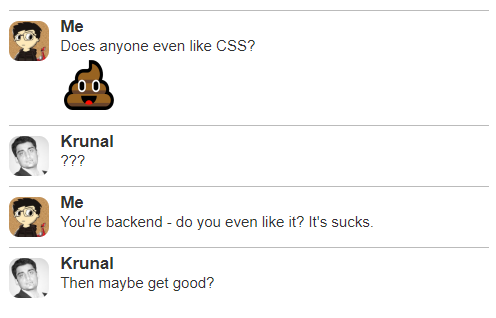 Me
Does anyone even like CSS?
Krunal
???
Me
You're backend - do you even like it? It's sucks.
Krunal
Then maybe get good?